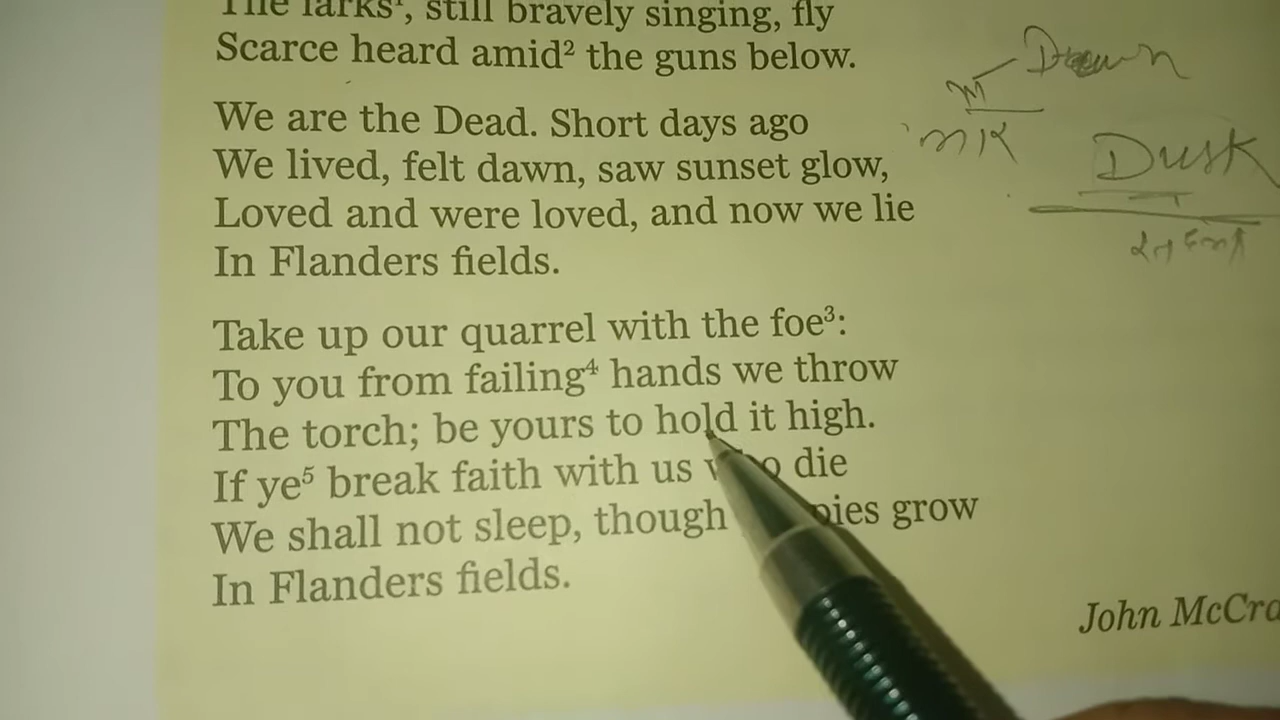 The larks¹, still bravely singing, fly
Scarce heard amid² the guns below.
We are the Dead. Short days ago
We lived, felt dawn, saw sunset glow,
Loved and were loved, and now we lie
In Flanders fields.
Take up our quarrel with the foe³:
To you from failing⁴ hands we throw
The torch; be yours to hold it high.
If ye⁵ break faith with us who die
We shall not sleep, though pies grow
In Flanders fields.
John McCra
Dusk